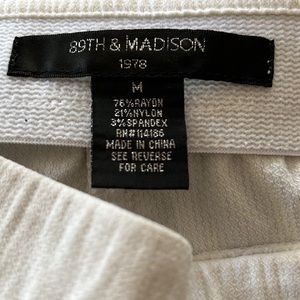 89TH & MADISON
1978
M
76%RAYON
21%NYLON
3%SPANDEX
RN#114186
MADE IN CHINA
SEE REVERSE
FOR CARE